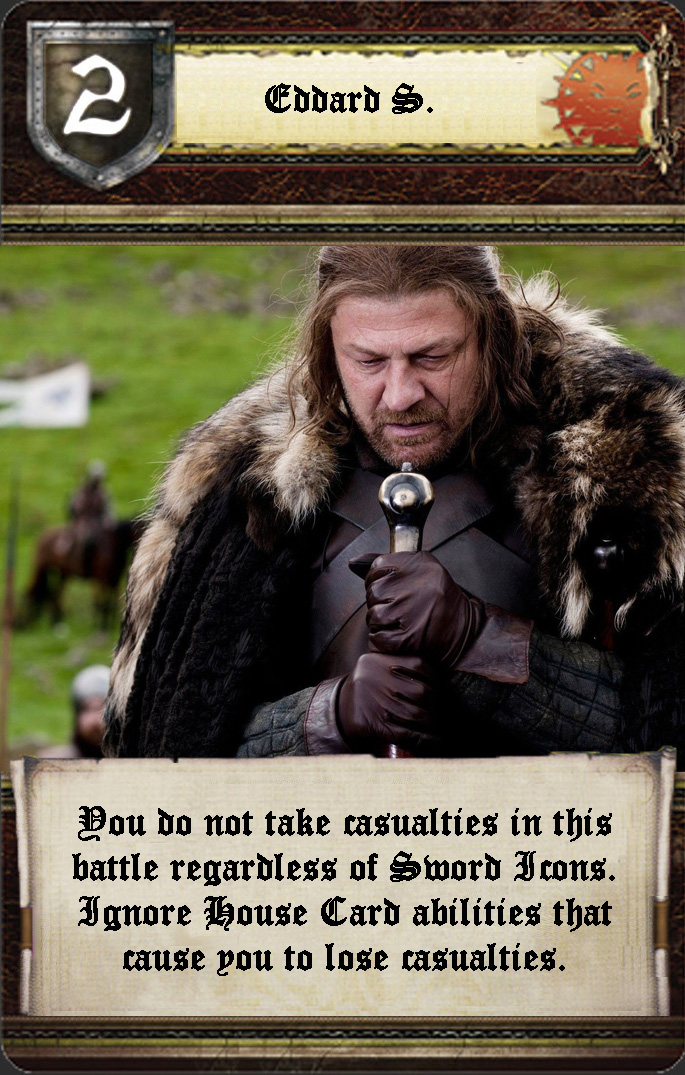 2
Eddard S.
You do not take casualties in this
battle regardless of Sword Icons.
Ignore House Card abilities that
cause you to lose casualties.